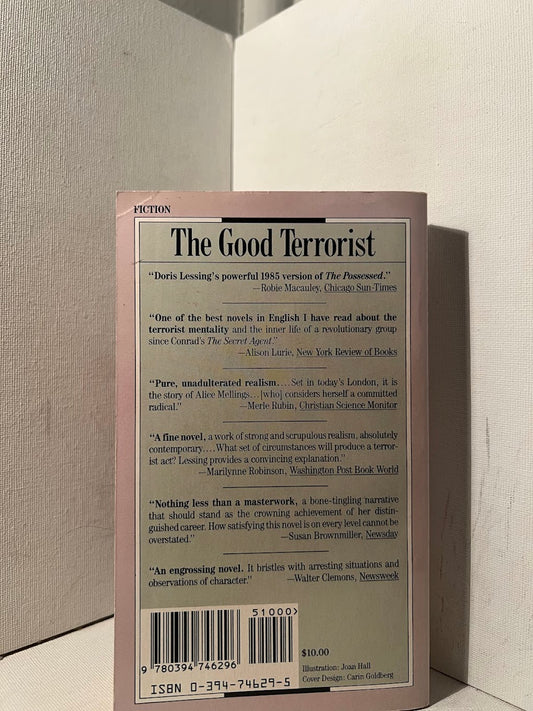 FICTION
The Good Terrorist
“Doris Lessing's powerful 1985 version of The Possessed.”
—Robie Macauley, Chicago Sun-Times
“One of the best novels in English I have read about the
terrorist mentality and the inner life of a revolutionary group
since Conrad's The Secret Agent.”
—Alison Lurie, New York Review of Books
“Pure, unadulterated realism.... Set in today's London, it is
the story of Alice Mellings... [who] considers herself a committed
radical.”
—Merle Rubin, Christian Science Monitor
“A fine novel, a work of strong and scrupulous realism, absolutely
contemporary.... What set of circumstances will produce a terror-
ist act? Lessing provides a convincing explanation.”
—Marilynne Robinson, Washington Post Book World
“Nothing less than a masterwork, a bone-tingling narrative
that should stand as the crowning achievement of her distin-
guished career. How satisfying this novel is on every level cannot be
overstated.”
—Susan Brownmiller, Newsday
“An engrossing novel. It bristles with arresting situations and
observations of character.”
—Walter Clemons, Newsweek
51000>
9 780394 746296
ISBN 0-394-74629-5
$10.00
Illustration: Joan Hall
Cover Design: Carin Goldberg